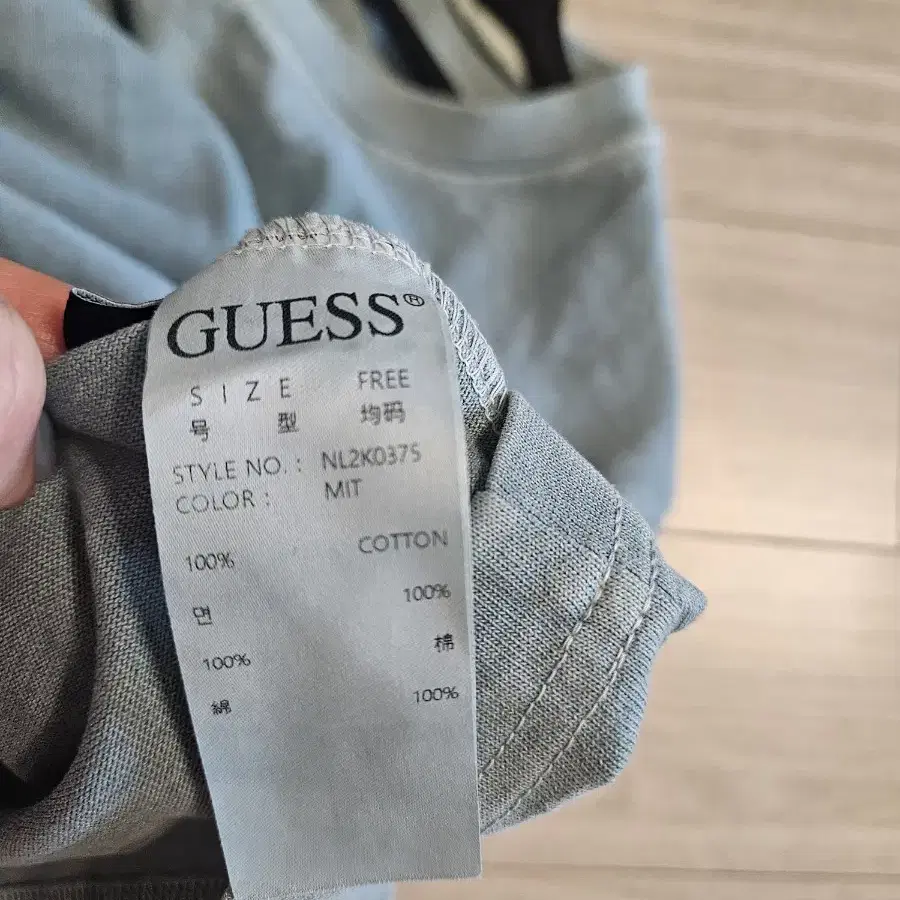 GUESS®
SIZE FREE
号型 均码
STYLE NO. : NL2K0375
COLOR : MIT
100% COTTON
면 100%
100% 棉
綿 100%